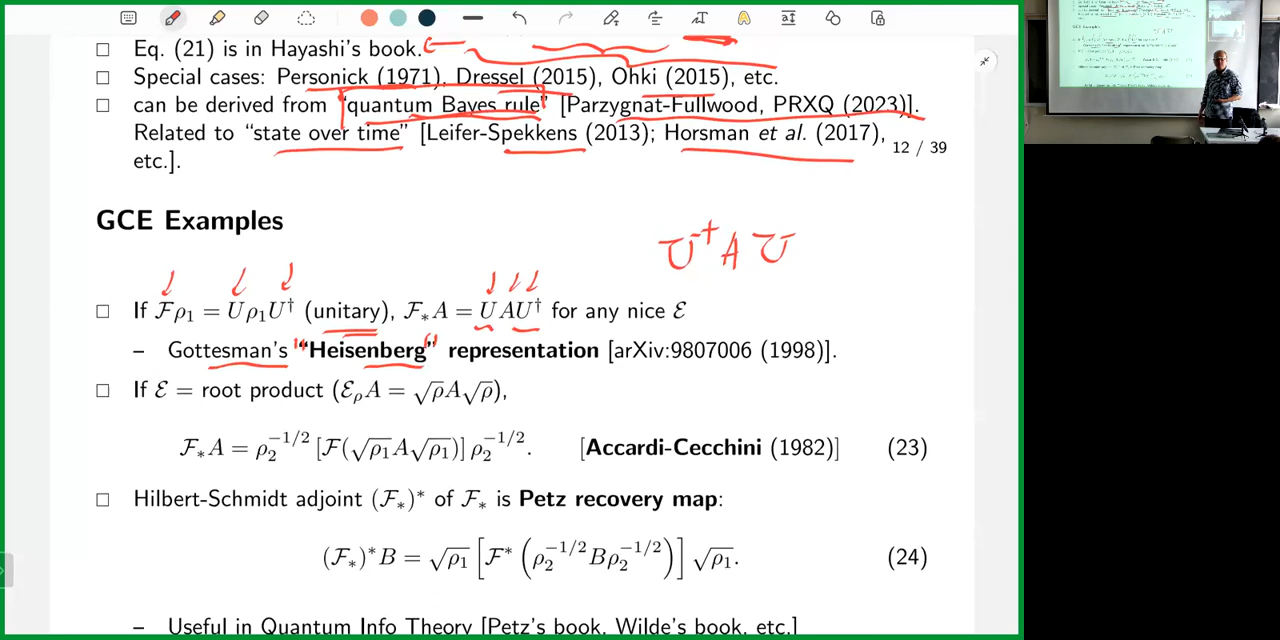 □ Eq. (21) is in Hayashi's book.
□ Special cases: Personick (1971), Dressel (2015), Ohki (2015), etc.
□ can be derived from "quantum Bayes rule" [Parzygnat-Fullwood, PRXQ (2023)].
Related to "state over time" [Leifer-Spekkens (2013); Horsman et al. (2017),
etc.].
12 / 39
GCE Examples
U†AU
□ If ℱρ₁ = Uρ₁U† (unitary), ℱ∗A = UAU† for any nice ℰ
– Gottesman's "Heisenberg" representation [arXiv:9807006 (1998)].
□ If ℰ = root product (ℰ_ρA = √ρA√ρ),
ℱ∗A = ρ₂^{-1/2} [ℱ(√ρ₁A√ρ₁)] ρ₂^{-1/2}. [Accardi-Cecchini (1982)] (23)
□ Hilbert-Schmidt adjoint (ℱ∗)* of ℱ∗ is Petz recovery map:
(ℱ∗)*B = √ρ₁ [ℱ* (ρ₂^{-1/2}Bρ₂^{-1/2})] √ρ₁. (24)
– Useful in Quantum Info Theory [Petz's book, Wilde's book, etc.]